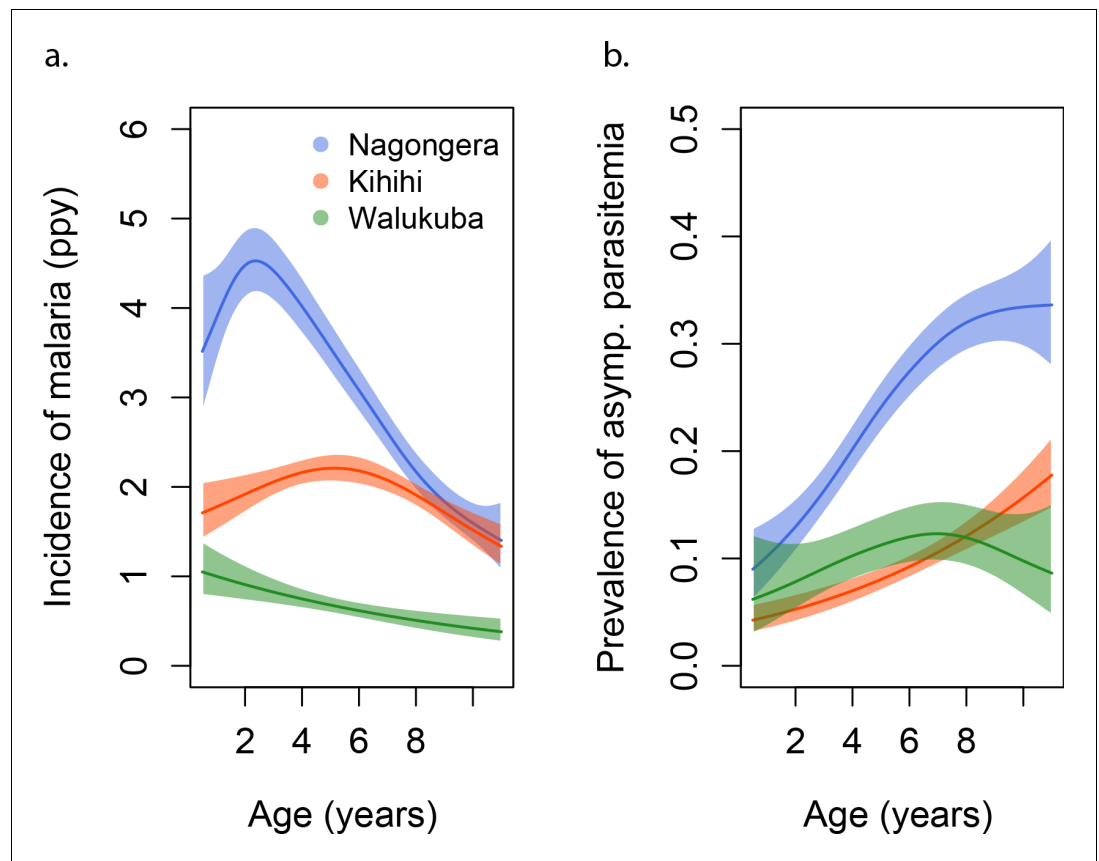 a.
Incidence of malaria (ppy)
6
5
4
3
2
1
0
Nagongera
Kihihi
Walukuba
2 4 6 8
Age (years)
b.
Prevalence of asymp. parasitemia
0.5
0.4
0.3
0.2
0.1
0.0
2 4 6 8
Age (years)